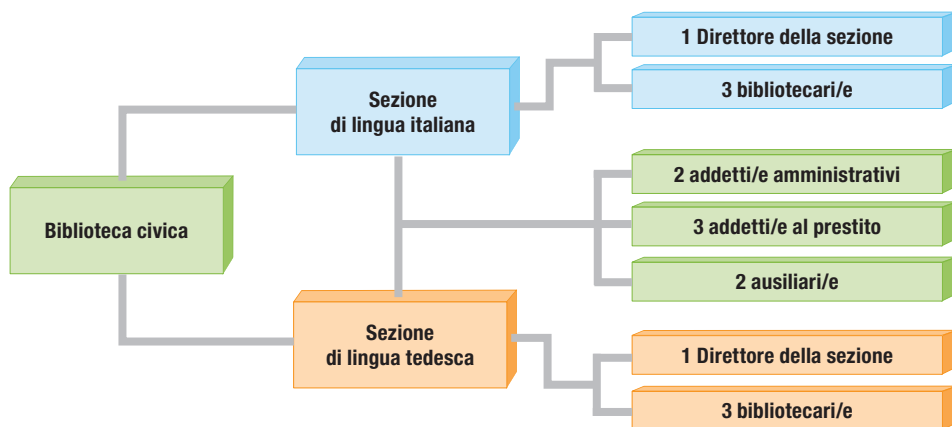 1 Direttore della sezione
Sezione
di lingua italiana
3 bibliotecari/e
2 addetti/e amministrativi
Biblioteca civica
3 addetti/e al prestito
2 ausiliari/e
Sezione
di lingua tedesca
1 Direttore della sezione
3 bibliotecari/e